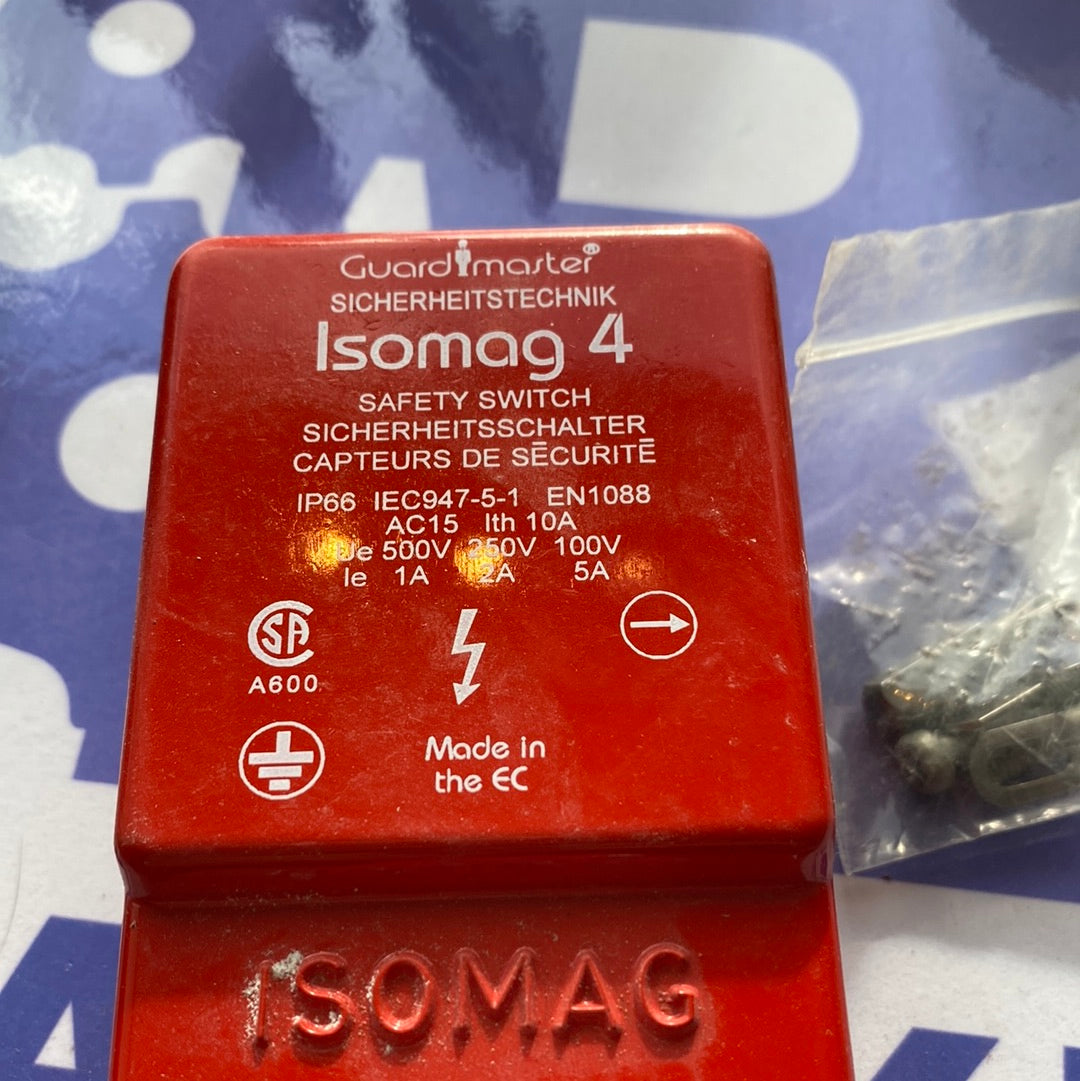 Guardmaster®
SICHERHEITSTECHNIK
Isomag 4
SAFETY SWITCH
SICHERHEITSSCHALTER
CAPTEURS DE SĒCURITĒ
IP66 IEC947-5-1 EN1088
AC15 Ith 10A
Ue 500V 250V 100V
Ie 1A 2A 5A
CSA
A600
Made in
the EC
ISOMAG